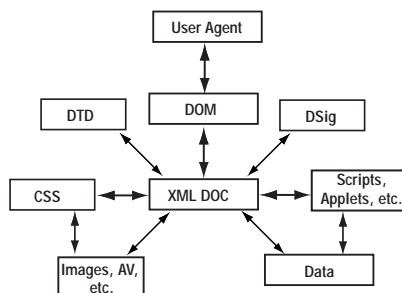 User Agent
DTD
DOM
DSig
CSS
XML DOC
Scripts,
Applets, etc.
Images, AV,
etc.
Data